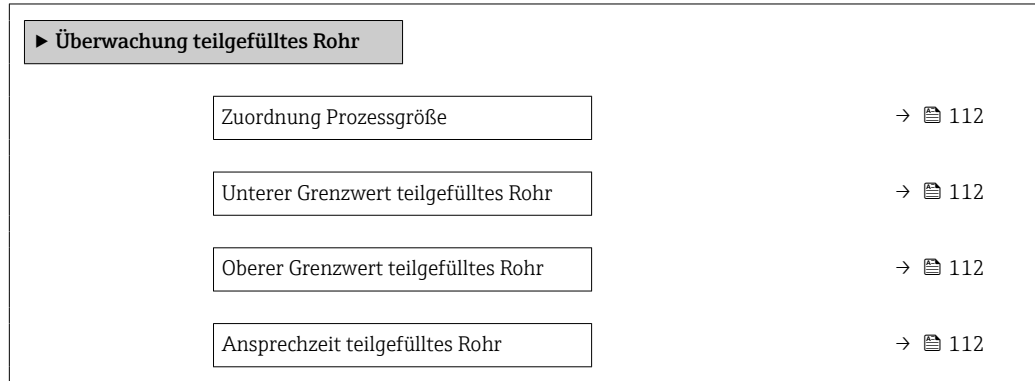 ▶ Überwachung teilgefülltes Rohr
Zuordnung Prozessgröße → 112
Unterer Grenzwert teilgefülltes Rohr → 112
Oberer Grenzwert teilgefülltes Rohr → 112
Ansprechzeit teilgefülltes Rohr → 112